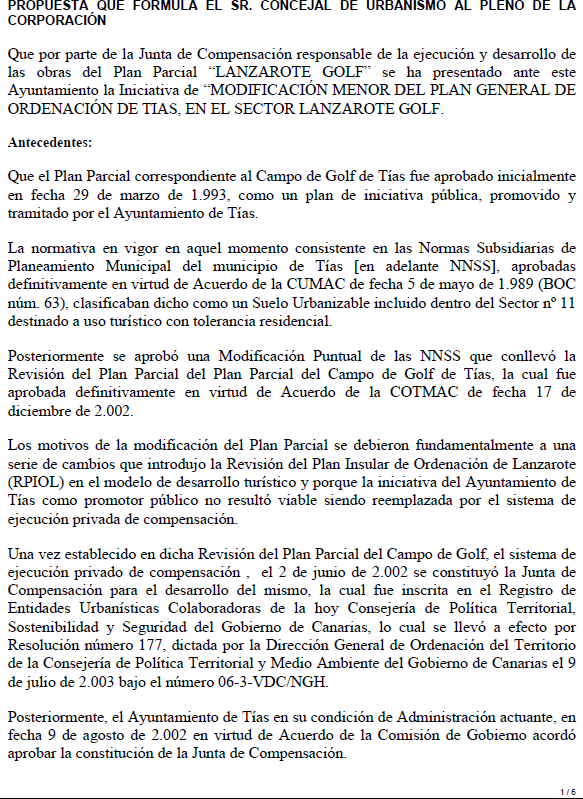 PROPUESTA QUE FORMULA EL SR. CONCEJAL DE URBANISMO AL PLENO DE LA
CORPORACIÓN
Que por parte de la Junta de Compensación responsable de la ejecución y desarrollo de
las obras del Plan Parcial “LANZAROTE GOLF” se ha presentado ante este
Ayuntamiento la Iniciativa de “MODIFICACIÓN MENOR DEL PLAN GENERAL DE
ORDENACIÓN DE TIAS, EN EL SECTOR LANZAROTE GOLF.
Antecedentes:
Que el Plan Parcial correspondiente al Campo de Golf de Tías fue aprobado inicialmente
en fecha 29 de marzo de 1.993, como un plan de iniciativa pública, promovido y
tramitado por el Ayuntamiento de Tías.
La normativa en vigor en aquel momento consistente en las Normas Subsidiarias de
Planeamiento Municipal del municipio de Tías [en adelante NNSS], aprobadas
definitivamente en virtud de Acuerdo de la CUMAC de fecha 5 de mayo de 1.989 (BOC
núm. 63), clasificaban dicho como un Suelo Urbanizable incluido dentro del Sector nº 11
destinado a uso turístico con tolerancia residencial.
Posteriormente se aprobó una Modificación Puntual de las NNSS que conllevó la
Revisión del Plan Parcial del Plan Parcial del Campo de Golf de Tías, la cual fue
aprobada definitivamente en virtud de Acuerdo de la COTMAC de fecha 17 de
diciembre de 2.002.
Los motivos de la modificación del Plan Parcial se debieron fundamentalmente a una
serie de cambios que introdujo la Revisión del Plan Insular de Ordenación de Lanzarote
(RPIOL) en el modelo de desarrollo turístico y porque la iniciativa del Ayuntamiento de
Tías como promotor público no resultó viable siendo reemplazada por el sistema de
ejecución privada de compensación.
Una vez establecido en dicha Revisión del Plan Parcial del Campo de Golf, el sistema de
ejecución privado de compensación , el 2 de junio de 2.002 se constituyó la Junta de
Compensación para el desarrollo del mismo, la cual fue inscrita en el Registro de
Entidades Urbanísticas Colaboradoras de la hoy Consejería de Política Territorial,
Sostenibilidad y Seguridad del Gobierno de Canarias, lo cual se llevó a efecto por
Resolución número 177, dictada por la Dirección General de Ordenación del Territorio
de la Consejería de Política Territorial y Medio Ambiente del Gobierno de Canarias el 9
de julio de 2.003 bajo el número 06-3-VDC/NGH.
Posteriormente, el Ayuntamiento de Tías en su condición de Administración actuante, en
fecha 9 de agosto de 2.002 en virtud de Acuerdo de la Comisión de Gobierno acordó
aprobar la constitución de la Junta de Compensación.
1 / 6